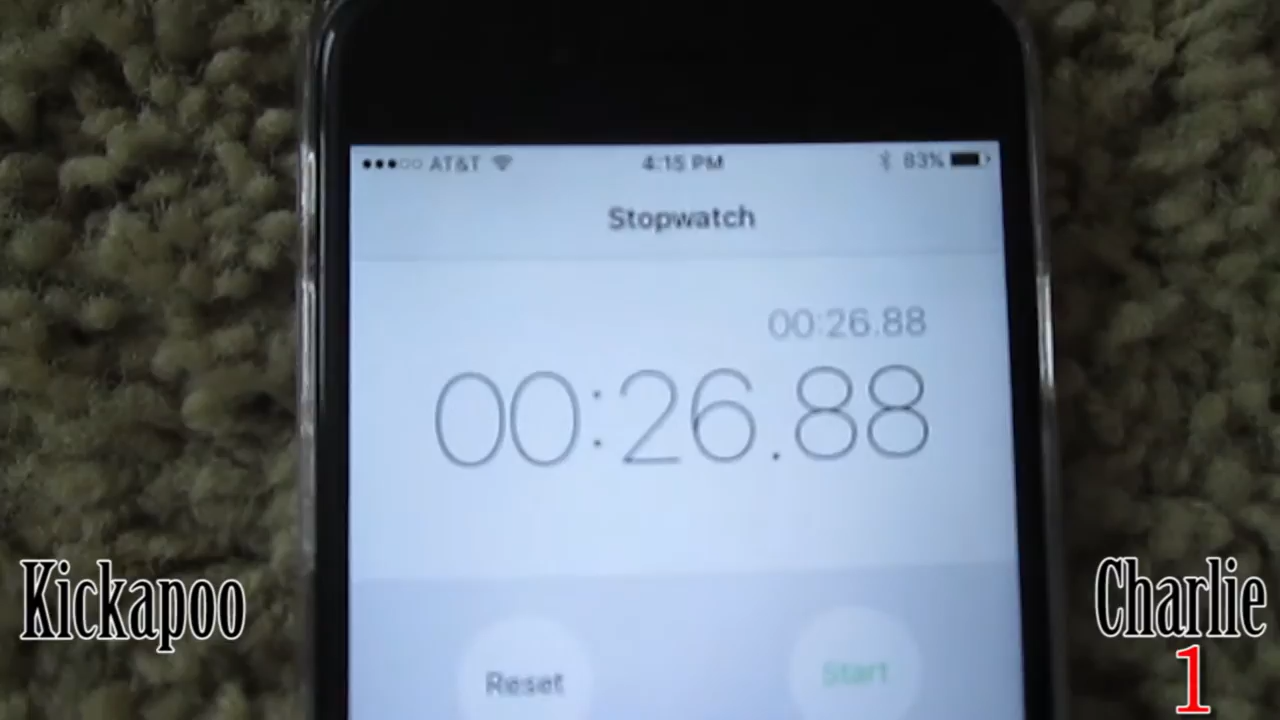 AT&T 4:15 PM 83%
Stopwatch
00:26.88
00:26.88
Kickapoo
Charlie
1
Reset
Start